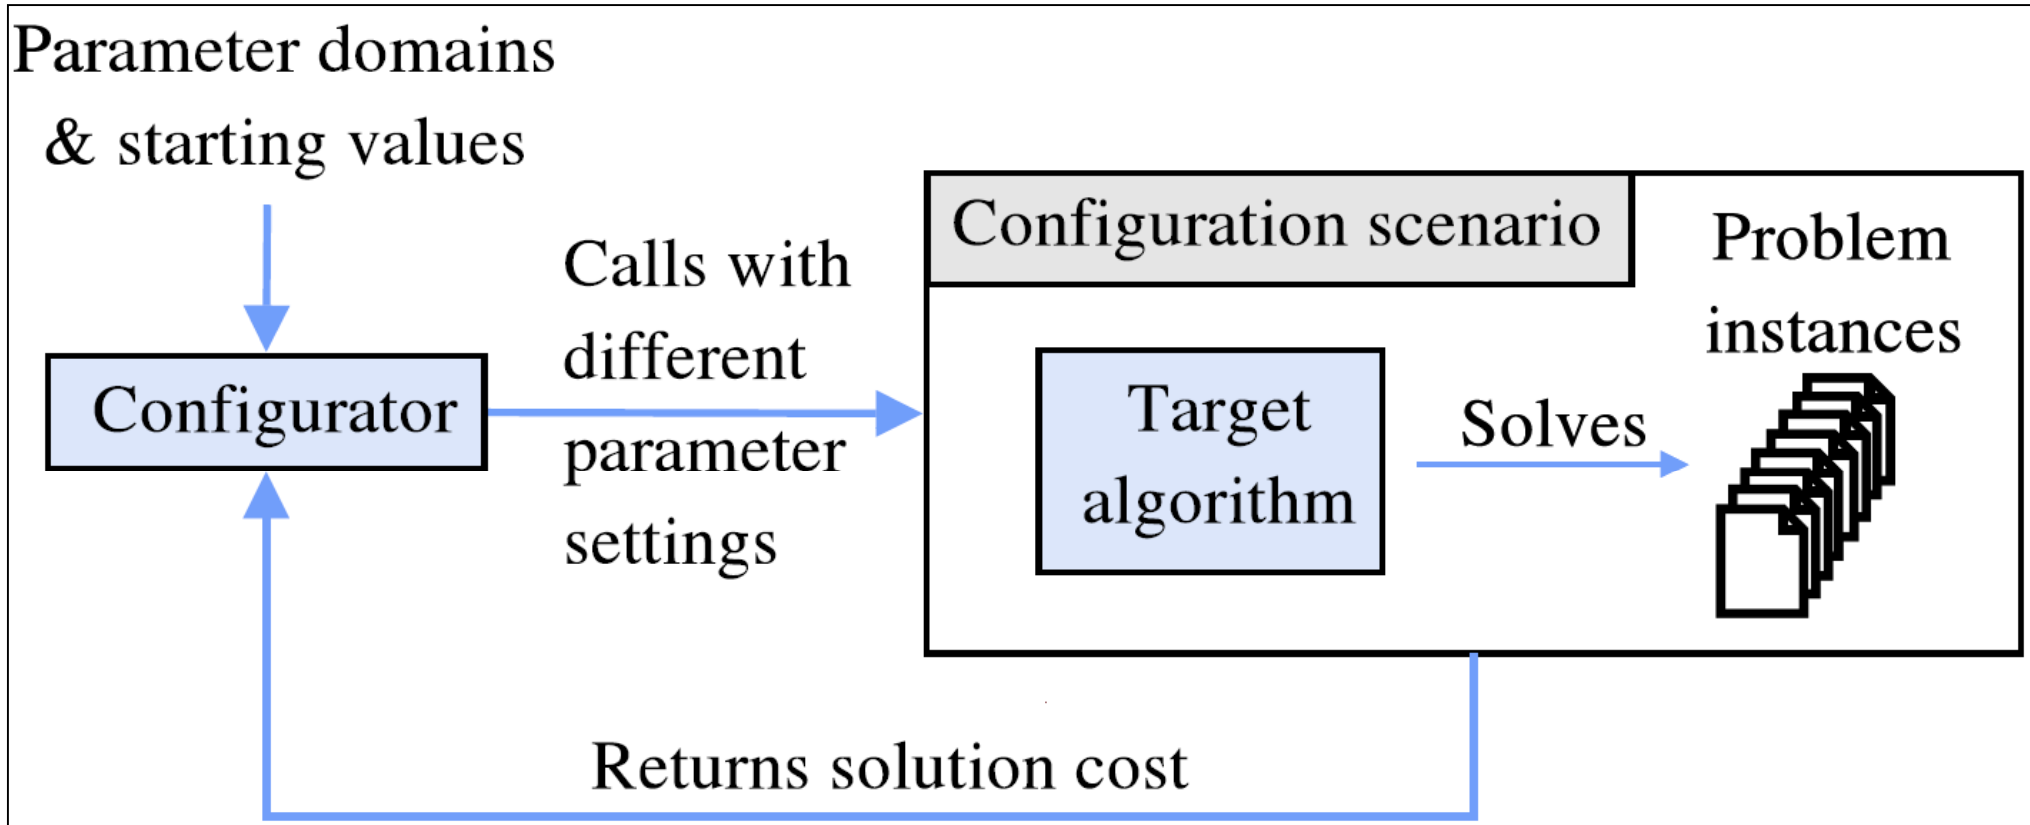 Parameter domains
& starting values
Configurator
Calls with
different
parameter
settings
Configuration scenario
Target
algorithm
Solves
Problem
instances
Returns solution cost